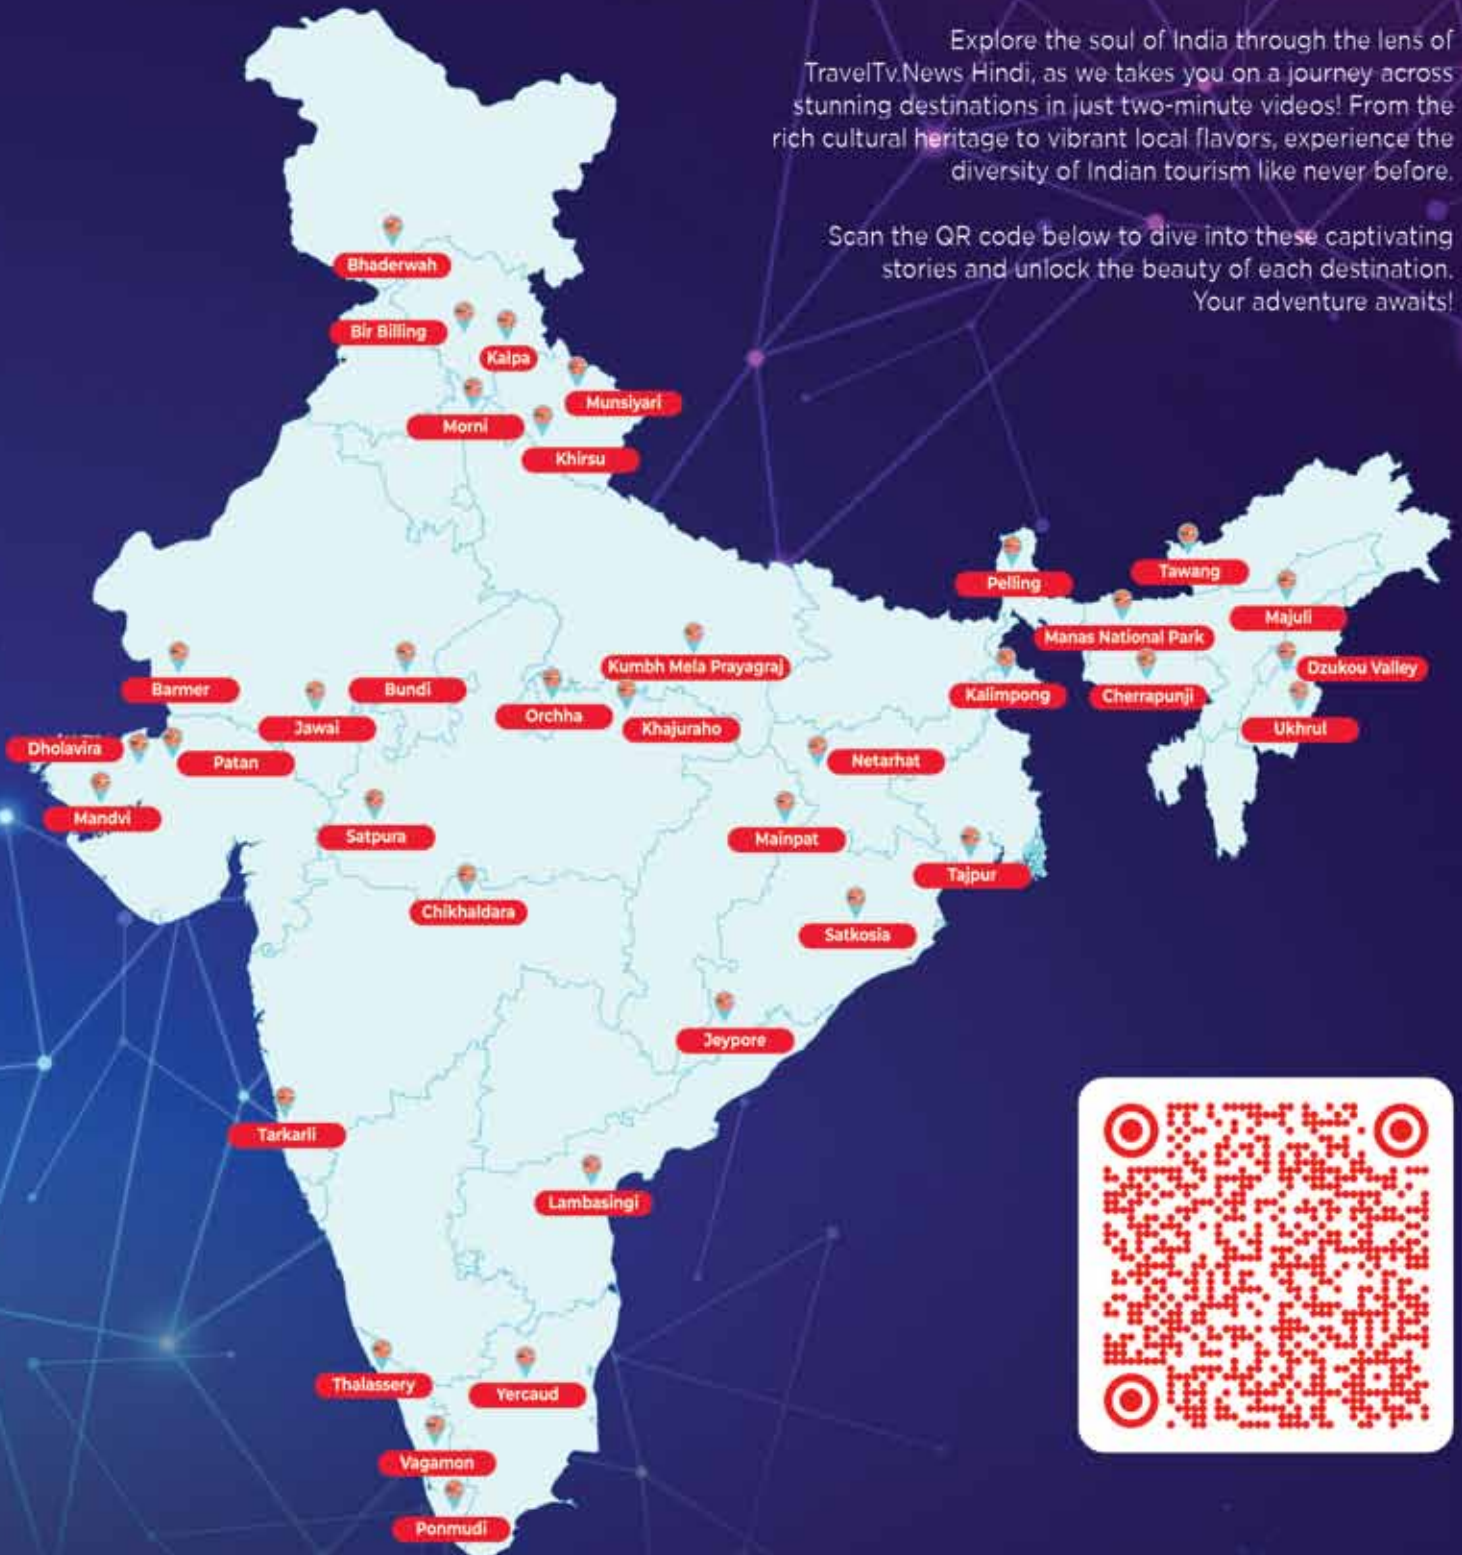 Explore the soul of India through the lens of
TravelTv.News Hindi, as we takes you on a journey across
stunning destinations in just two-minute videos! From the
rich cultural heritage to vibrant local flavors, experience the
diversity of Indian tourism like never before.
Scan the QR code below to dive into these captivating
stories and unlock the beauty of each destination.
Your adventure awaits!
Bhaderwah
Bir Billing
Kalpa
Munsiyari
Morni
Khirsu
Pelling
Tawang
Majuli
Manas National Park
Kumbh Mela Prayagraj
Dzukou Valley
Barmer
Bundi
Kalimpong
Cherrapunji
Orchha
Jawai
Khajuraho
Ukhrul
Dholavira
Patan
Netarhat
Mandvi
Satpura
Mainpat
Tajpur
Chikhaldara
Satkosia
Jeypore
Tarkarli
Lambasingi
Thalassery
Yercaud
Vagamon
Ponmudi